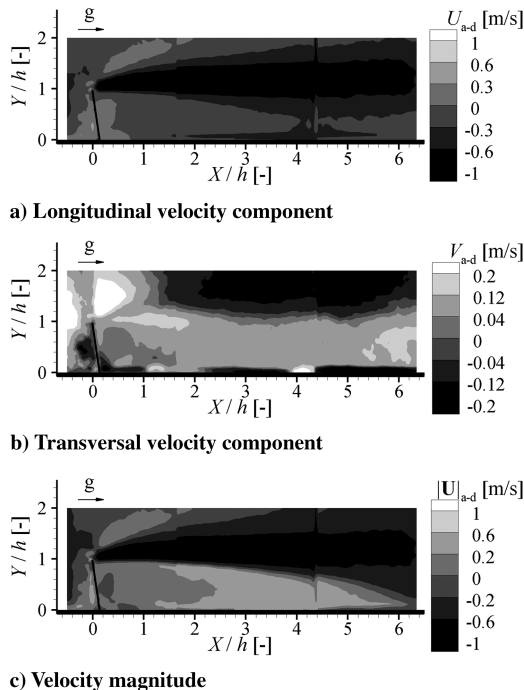 g
U a-d [m/s]
2
1
0
Y / h [-]
0 1 2 3 4 5 6
X / h [-]
1
0.6
0.3
0
-0.3
-0.6
-1
a) Longitudinal velocity component
g
V a-d [m/s]
2
1
0
Y / h [-]
0 1 2 3 4 5 6
X / h [-]
0.2
0.12
0.04
0
-0.04
-0.12
-0.2
b) Transversal velocity component
g
|U| a-d [m/s]
2
1
0
Y / h [-]
0 1 2 3 4 5 6
X / h [-]
1
0.6
0.2
0
-0.2
-0.6
-1
c) Velocity magnitude